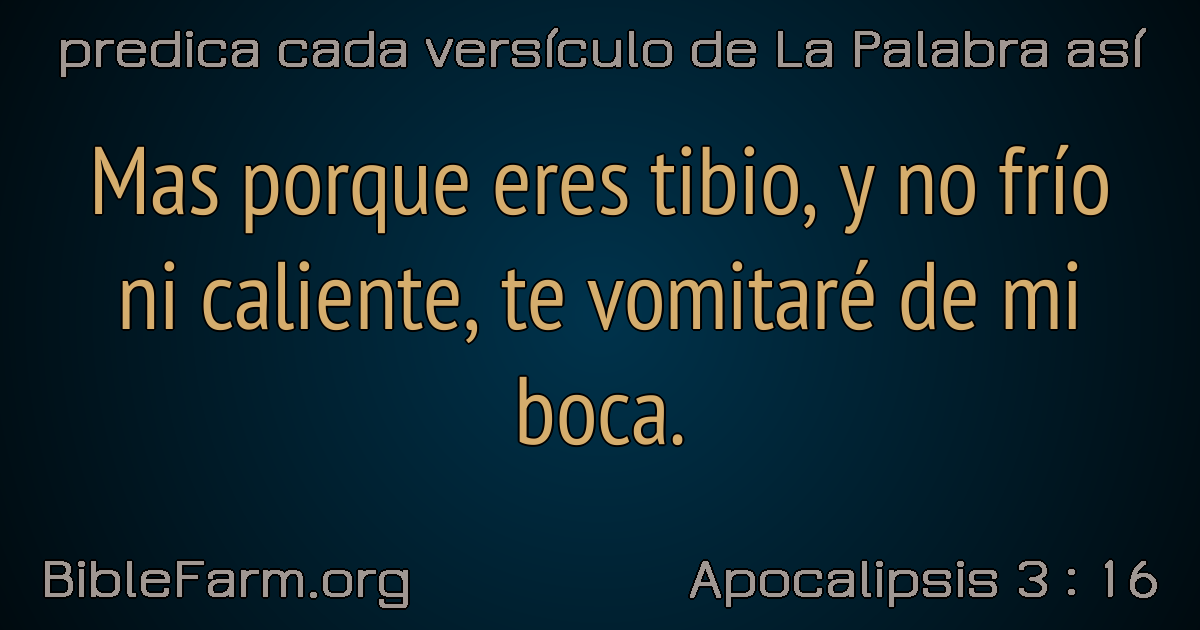 predica cada versículo de La Palabra así
Mas porque eres tibio, y no frío
ni caliente, te vomitaré de mi
boca.
BibleFarm.org
Apocalipsis 3 : 16